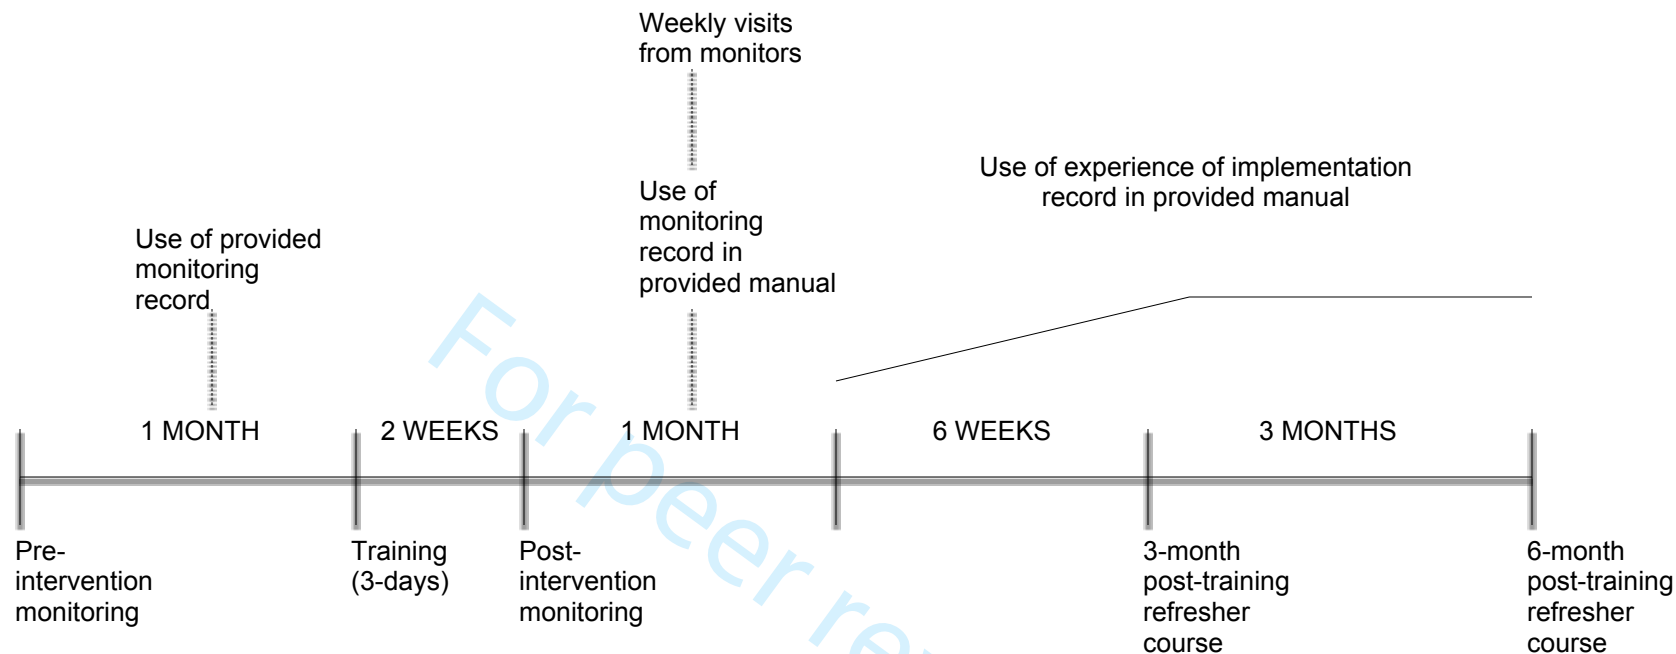 Weekly visits
from monitors
Use of experience of implementation
record in provided manual
Use of
monitoring
record in
provided manual
Use of provided
monitoring
record
1 MONTH
2 WEEKS
1 MONTH
6 WEEKS
3 MONTHS
Pre-
intervention
monitoring
Training
(3-days)
Post-
intervention
monitoring
3-month
post-training
refresher
course
6-month
post-training
refresher
course
For peer re